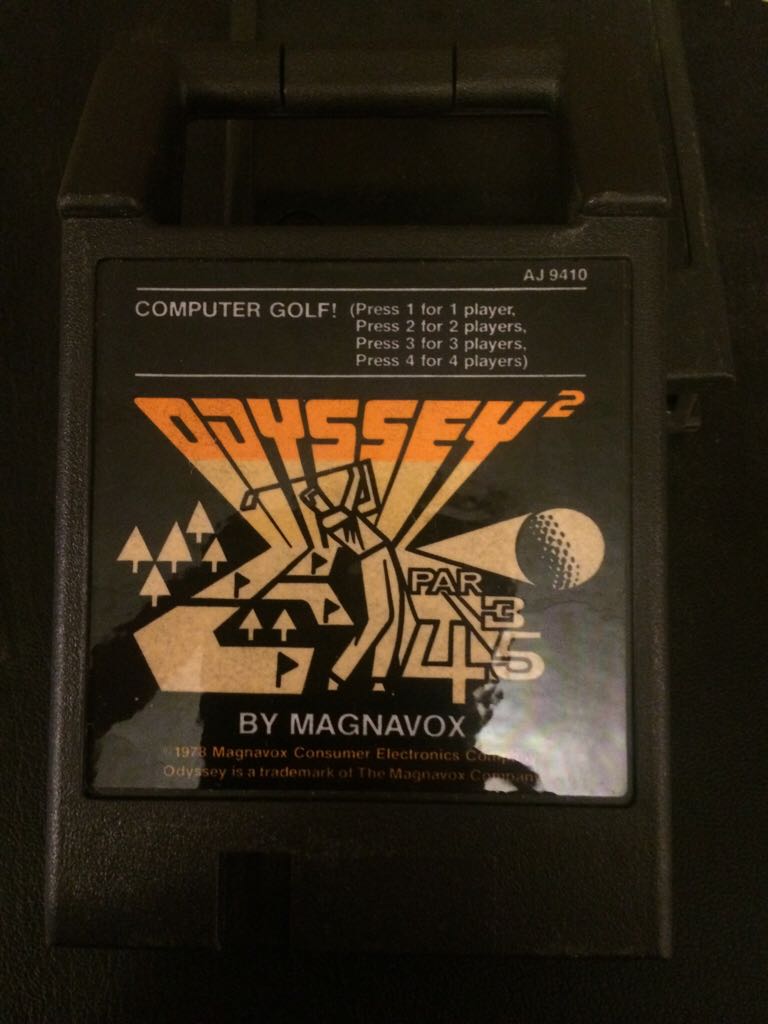 AJ 9410
COMPUTER GOLF! (Press 1 for 1 player,
Press 2 for 2 players,
Press 3 for 3 players,
Press 4 for 4 players)
ODYSSEY2
PAR
3
4
5
BY MAGNAVOX
©1978 Magnavox Consumer Electronics
Odyssey is a trademark of The Magnavox Company